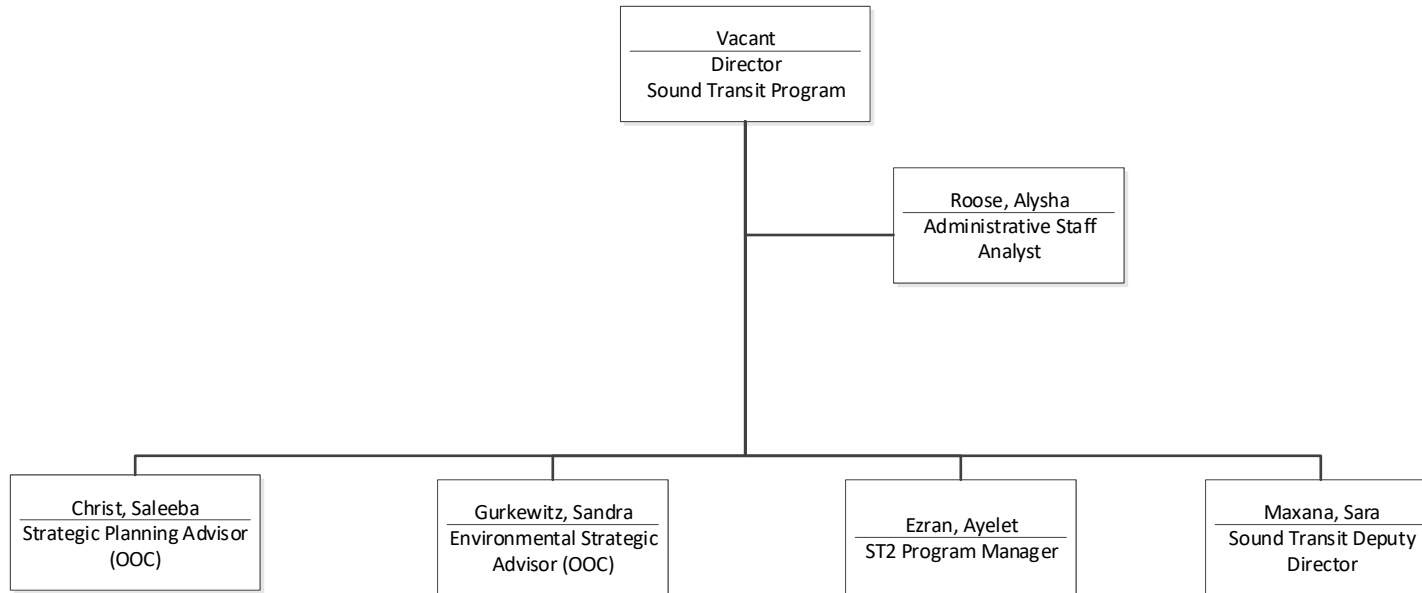 Vacant
Director
Sound Transit Program
Roose, Alysha
Administrative Staff
Analyst
Christ, Saleeba
Strategic Planning Advisor
(OOC)
Gurkewitz, Sandra
Environmental Strategic
Advisor (OOC)
Ezran, Ayelet
ST2 Program Manager
Maxana, Sara
Sound Transit Deputy
Director